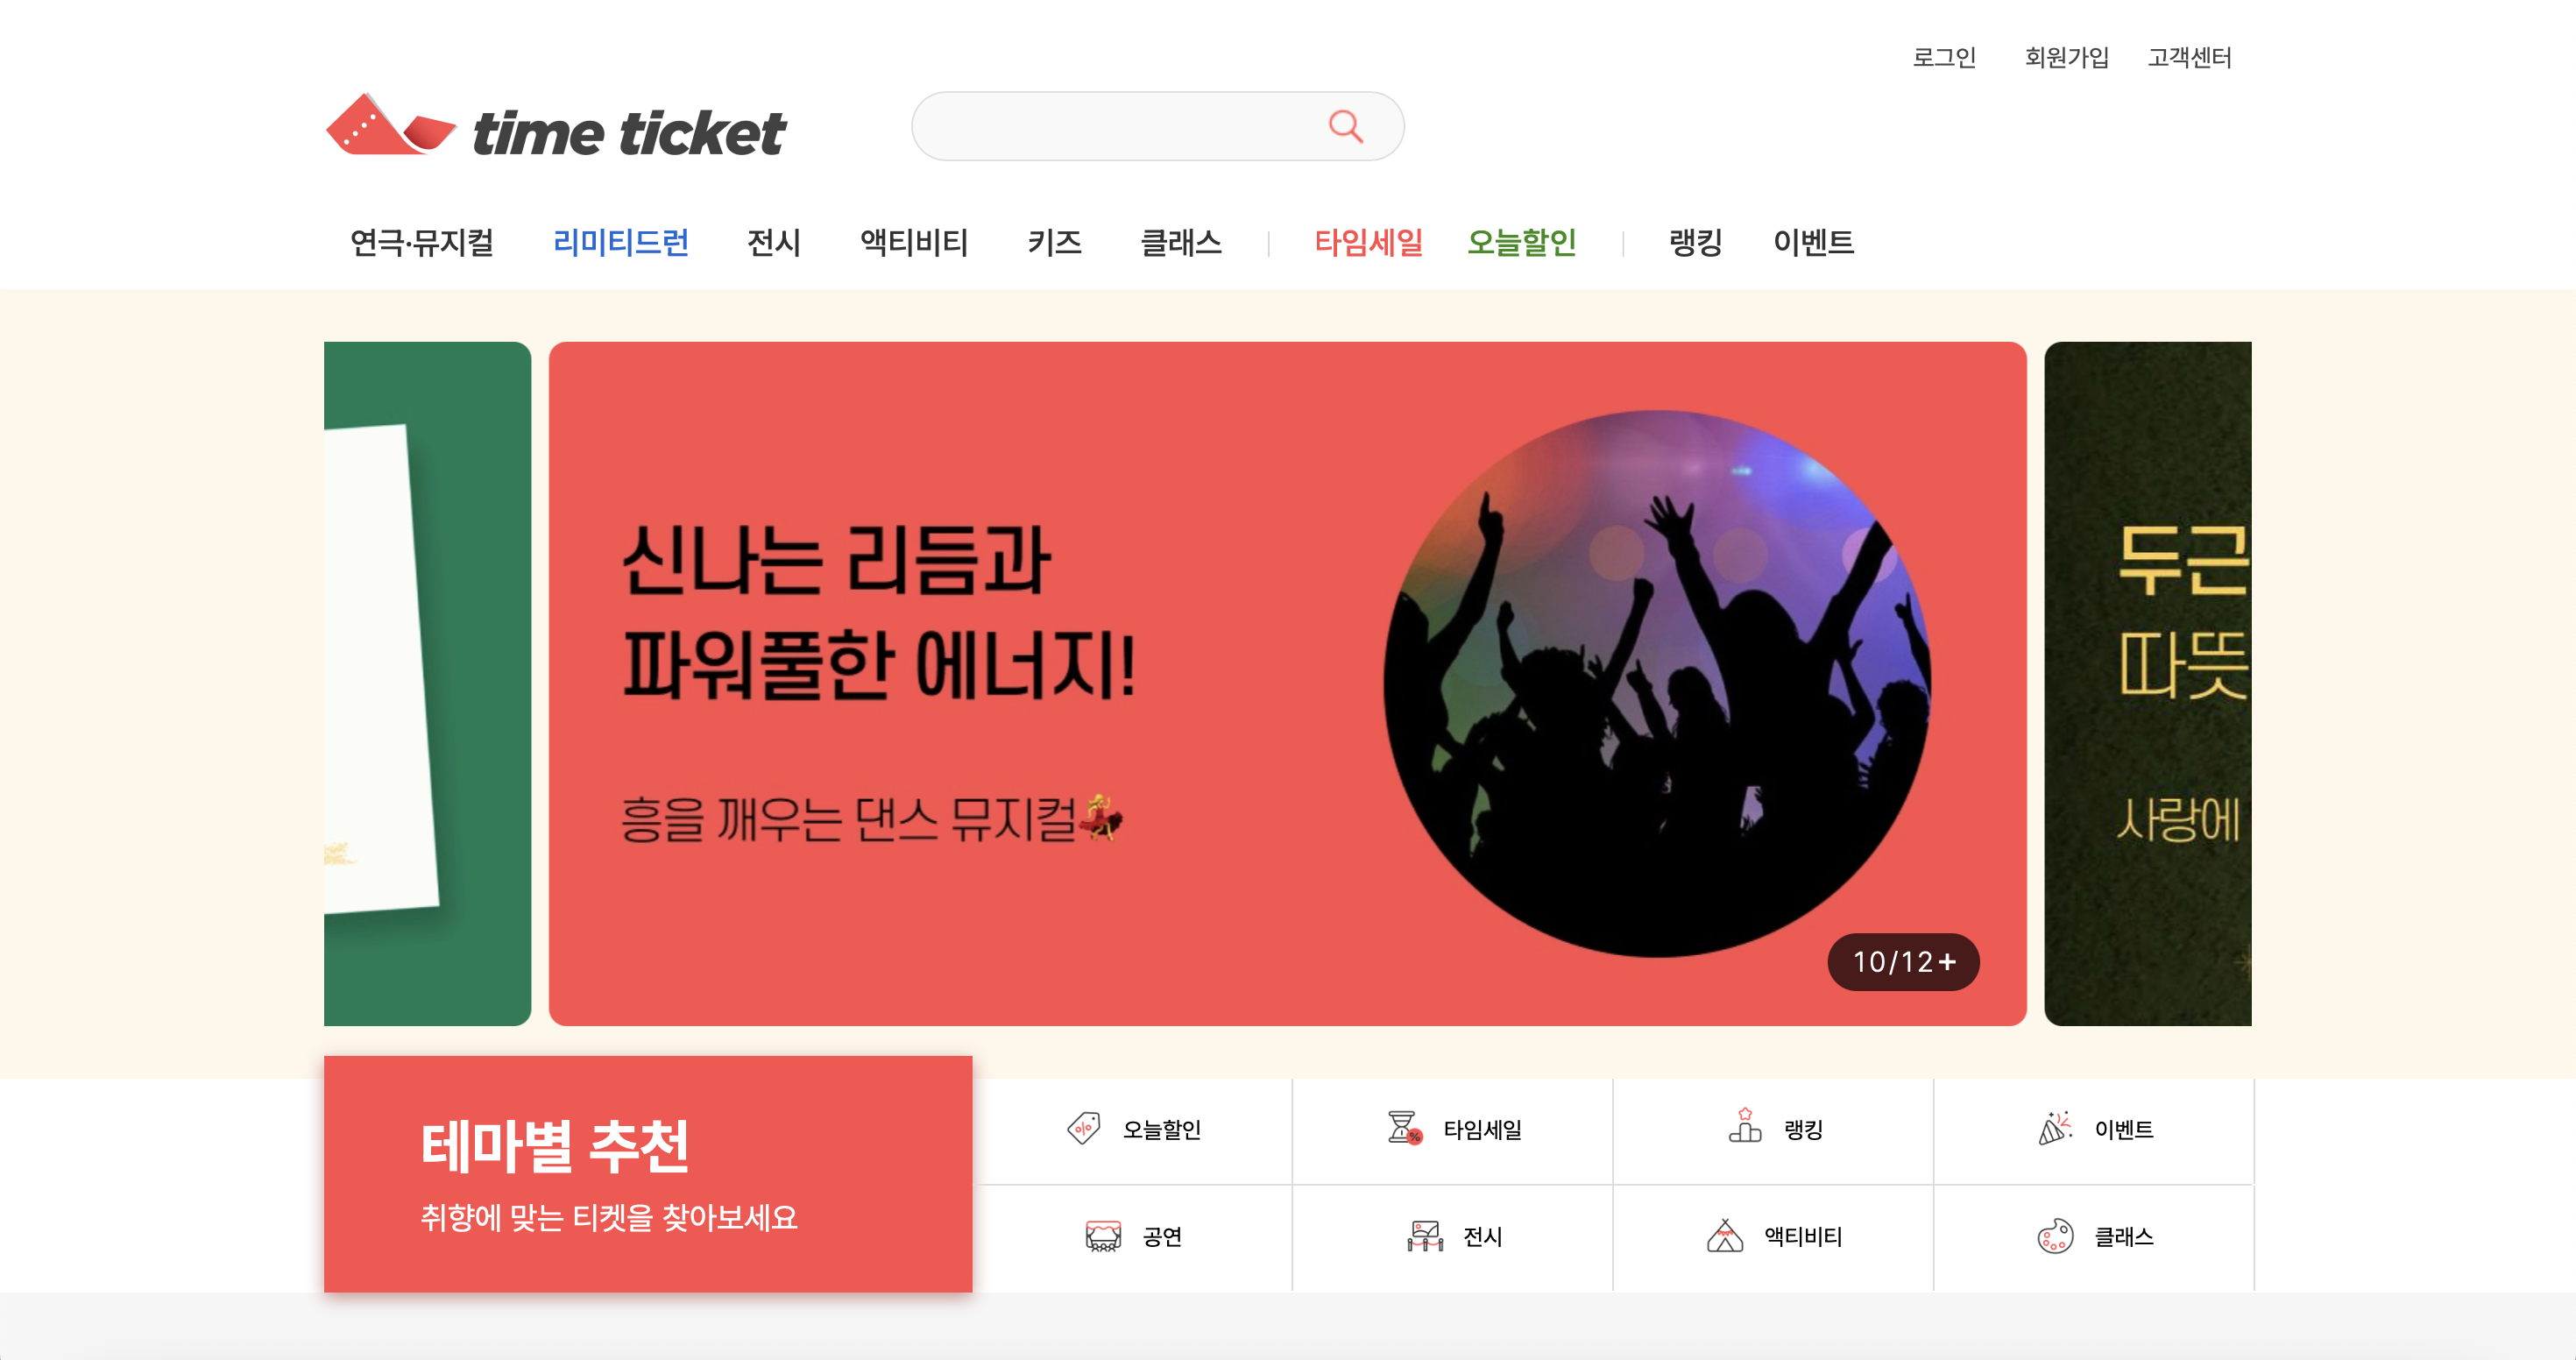 로그인 회원가입 고객센터
time ticket
연극·뮤지컬 리미티드런 전시 액티비티 키즈 클래스 타임세일 오늘할인 랭킹 이벤트
신나는 리듬과
파워풀한 에너지!
흥을 깨우는 댄스 뮤지컬💃
10/12+
두근
따뜻
사랑에
테마별 추천
취향에 맞는 티켓을 찾아보세요
오늘할인 타임세일 랭킹 이벤트
공연 전시 액티비티 클래스